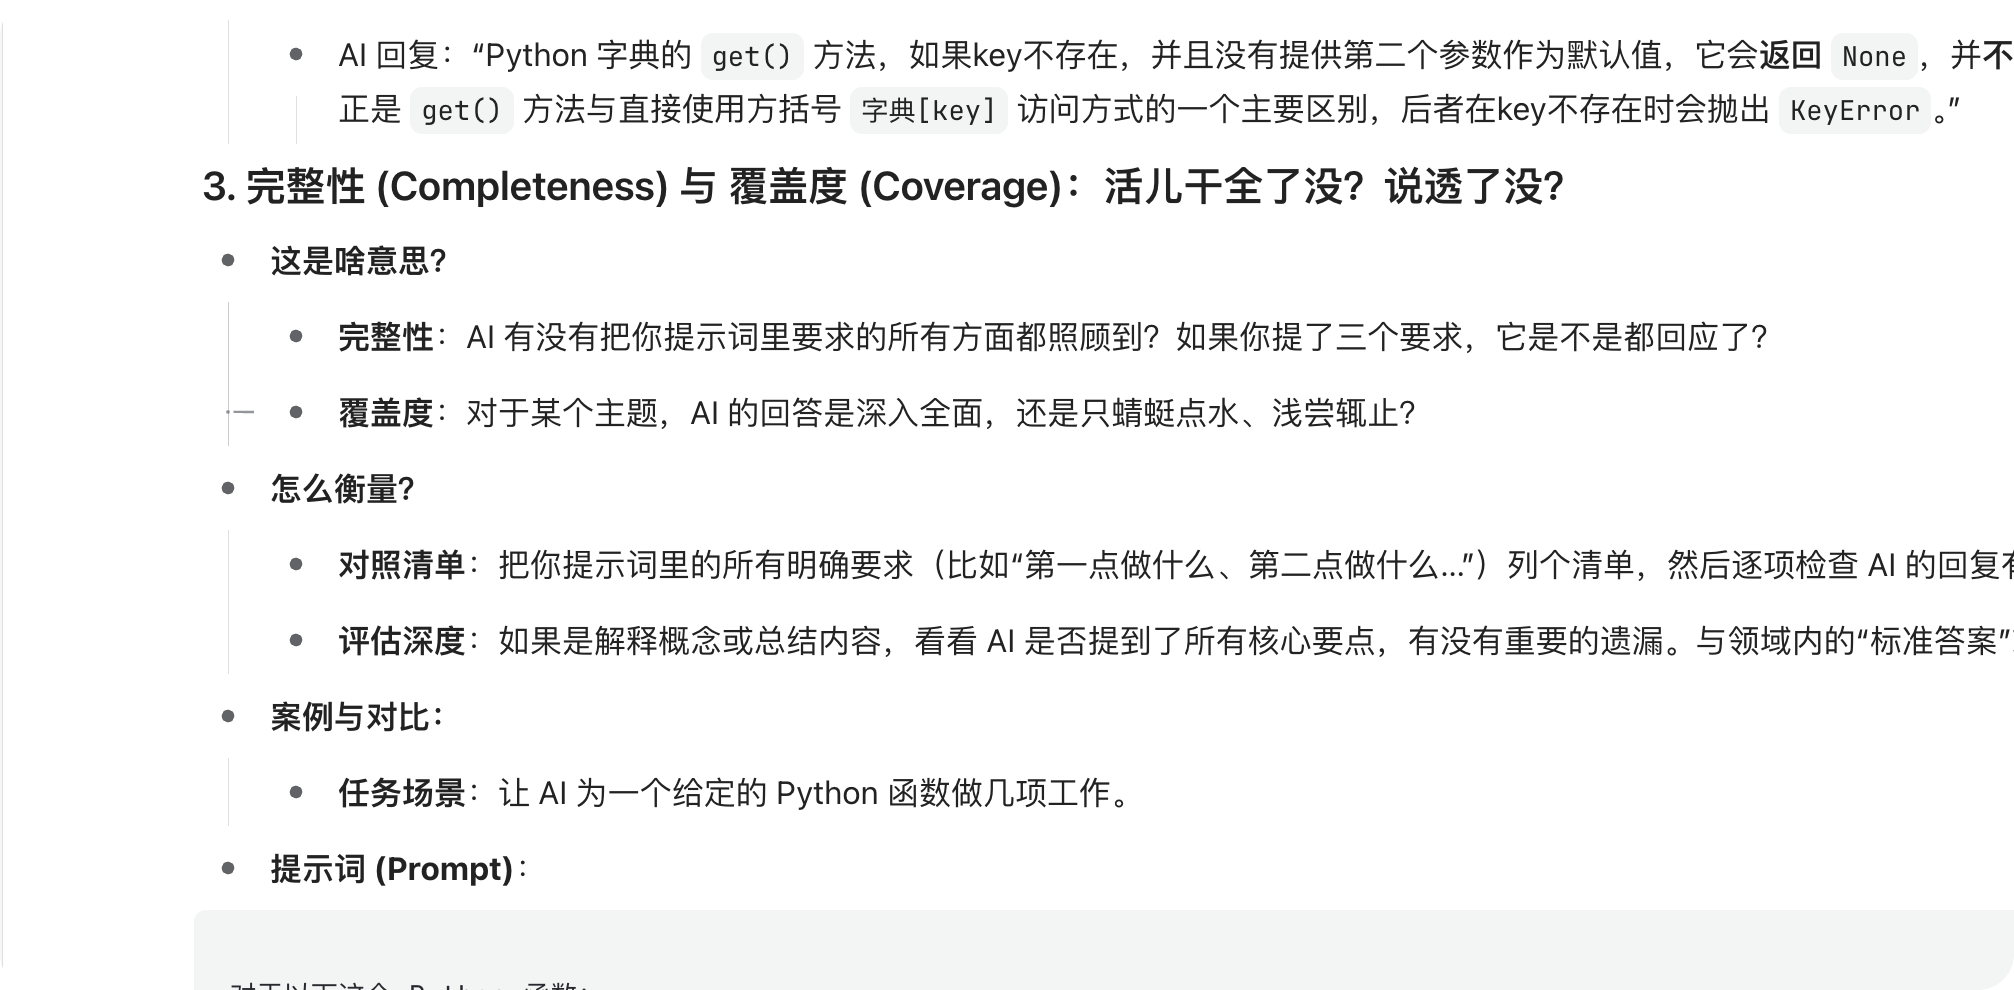 AI 回复：“Python 字典的 get() 方法，如果key不存在，并且没有提供第二个参数作为默认值，它会返回 None ，并不
正是 get() 方法与直接使用方括号 字典[key] 访问方式的一个主要区别，后者在key不存在时会抛出 KeyError 。”
3. 完整性 (Completeness) 与 覆盖度 (Coverage)：活儿干全了没？说透了没？
这是啥意思？
完整性：AI 有没有把你提示词里要求的所有方面都照顾到？如果你提了三个要求，它是不是都回应了？
覆盖度：对于某个主题，AI 的回答是深入全面，还是只蜻蜓点水、浅尝辄止？
怎么衡量？
对照清单：把你提示词里的所有明确要求（比如“第一点做什么、第二点做什么...”）列个清单，然后逐项检查 AI 的回复有
评估深度：如果是解释概念或总结内容，看看 AI 是否提到了所有核心要点，有没有重要的遗漏。与领域内的“标准答案”
案例与对比：
任务场景：让 AI 为一个给定的 Python 函数做几项工作。
提示词 (Prompt)：
对于以下这个 Python 函数：